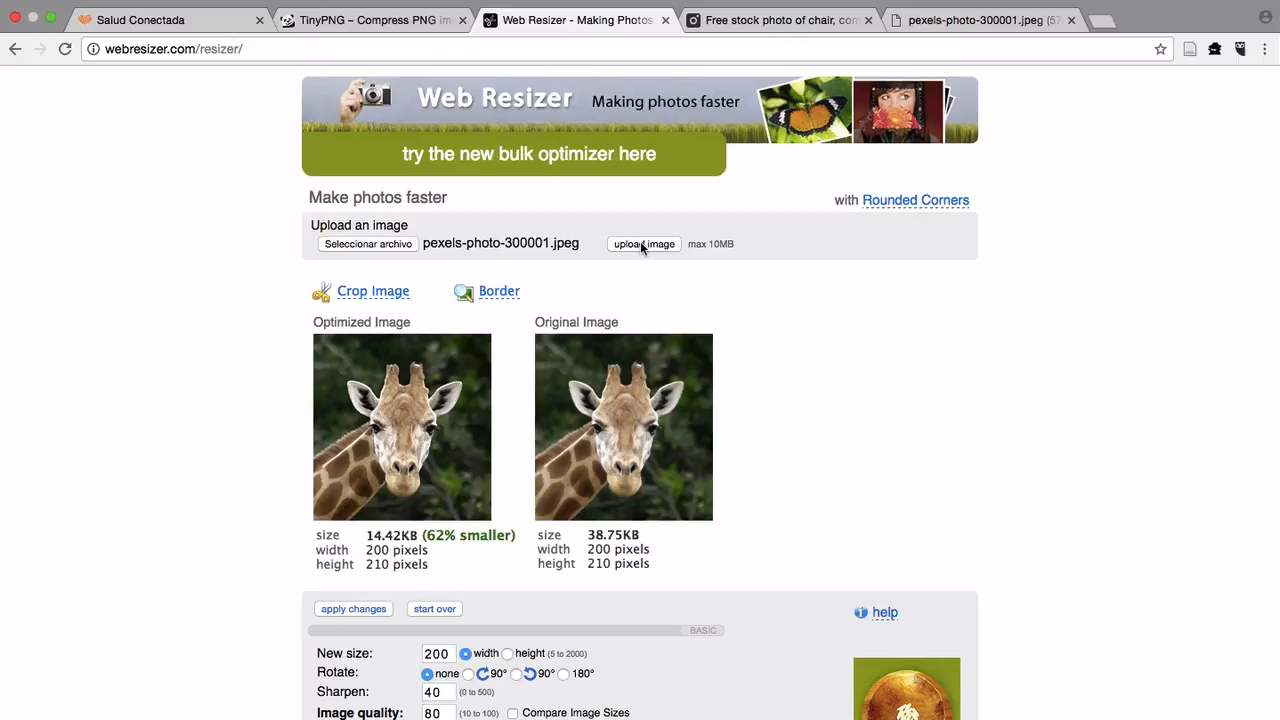 Salud Conectada
TinyPNG – Compress PNG im
Web Resizer - Making Photos
Free stock photo of chair, com
pexels-photo-300001.jpeg (57
webresizer.com/resizer/
Web Resizer Making photos faster
try the new bulk optimizer here
Make photos faster
with Rounded Corners
Upload an image
Seleccionar archivo pexels-photo-300001.jpeg upload image max 10MB
Crop Image Border
Optimized Image Original Image
size 14.42KB (62% smaller) size 38.75KB
width 200 pixels width 200 pixels
height 210 pixels height 210 pixels
apply changes start over
help
BASIC
New size: 200 width height (5 to 2000)
Rotate: none 90° 90° 180°
Sharpen: 40 (0 to 500)
Image quality: 80 (10 to 100) Compare Image Sizes